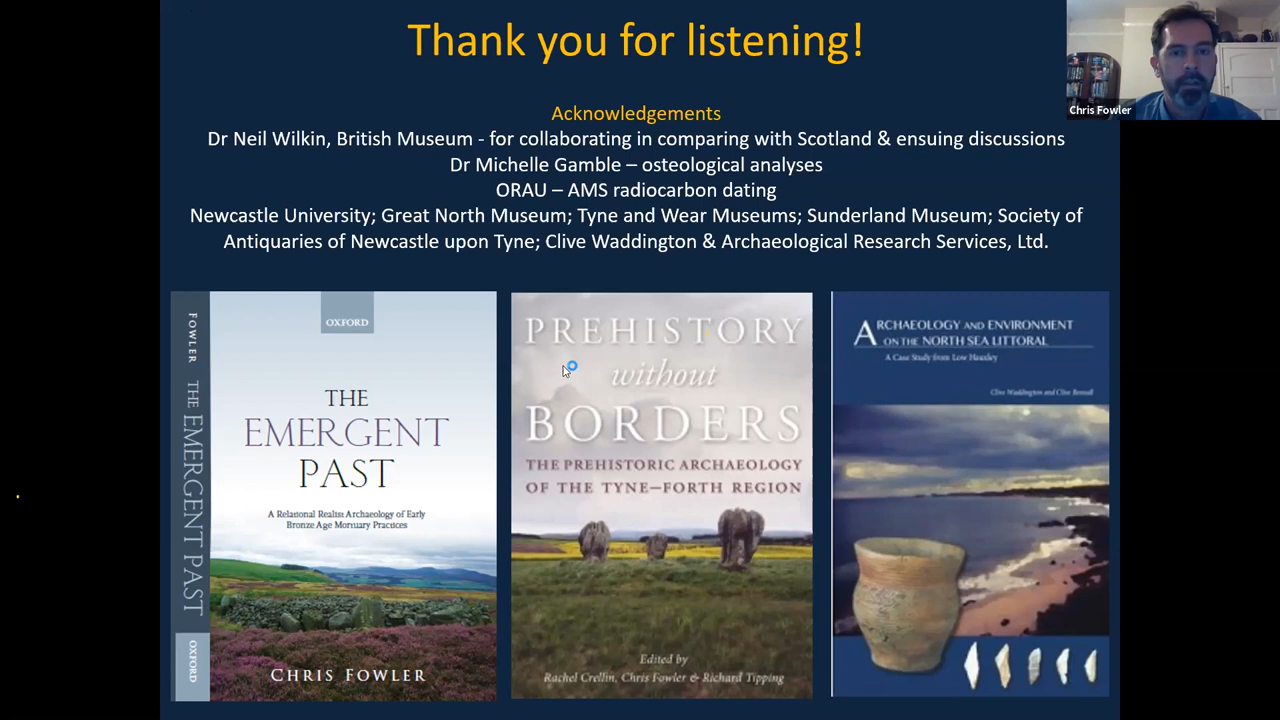 Thank you for listening!
Chris Fowler
Acknowledgements
Dr Neil Wilkin, British Museum - for collaborating in comparing with Scotland & ensuing discussions
Dr Michelle Gamble – osteological analyses
ORAU – AMS radiocarbon dating
Newcastle University; Great North Museum; Tyne and Wear Museums; Sunderland Museum; Society of
Antiquaries of Newcastle upon Tyne; Clive Waddington & Archaeological Research Services, Ltd.
FOWLER THE EMERGENT PAST OXFORD
OXFORD
THE
EMERGENT
PAST
A Relational Realist Archaeology of Early
Bronze Age Mortuary Practices
CHRIS FOWLER
PREHISTORY
without
BORDERS
THE PREHISTORIC ARCHAEOLOGY
OF THE TYNE–FORTH REGION
Edited by
Rachel Crellin, Chris Fowler & Richard Tipping
ARCHAEOLOGY AND ENVIRONMENT
ON THE NORTH SEA LITTORAL
A Case Study from Low Hauxley
Clive Waddington and Clive Bonsall